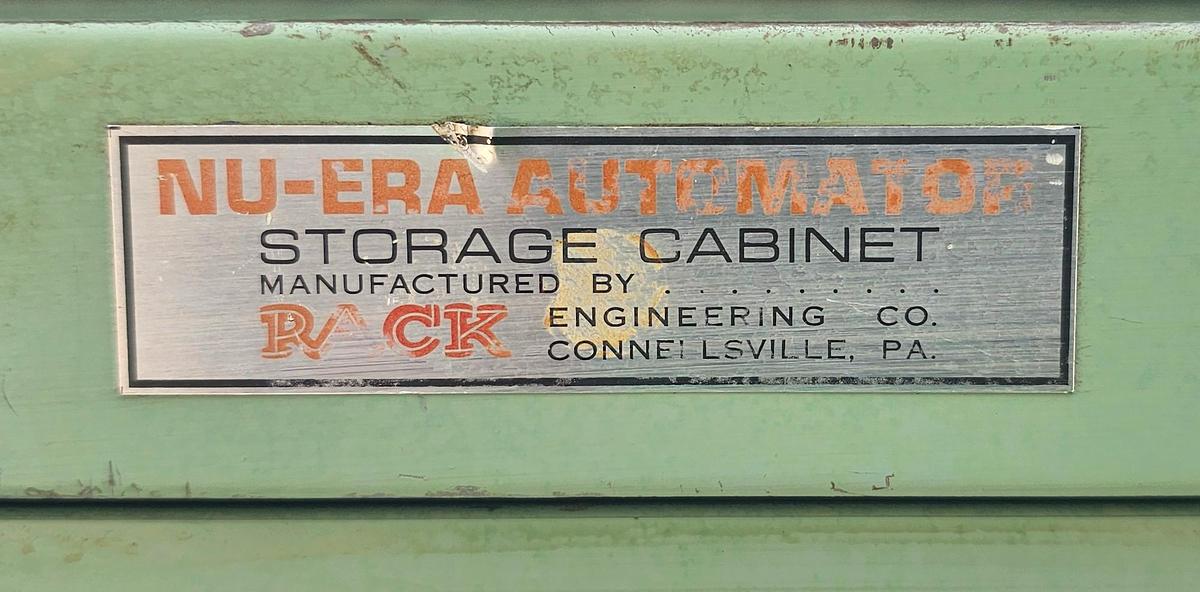 NU-ERA AUTOMATOR
STORAGE CABINET
MANUFACTURED BY . . . . . . . . .
RACK ENGINEERING CO.
CONNELLSVILLE, PA.